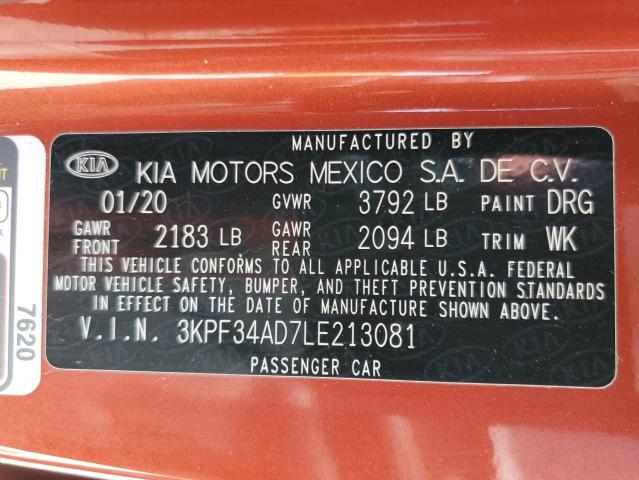 MANUFACTURED BY
KIA KIA MOTORS MEXICO S.A. DE C.V.
01/20 GVWR 3792 LB PAINT DRG
GAWR FRONT 2183 LB GAWR REAR 2094 LB TRIM WK
THIS VEHICLE CONFORMS TO ALL APPLICABLE U.S.A. FEDERAL
MOTOR VEHICLE SAFETY, BUMPER, AND THEFT PREVENTION STANDARDS
IN EFFECT ON THE DATE OF MANUFACTURE SHOWN ABOVE.
V.I.N. 3KPF34AD7LE213081
PASSENGER CAR
7620